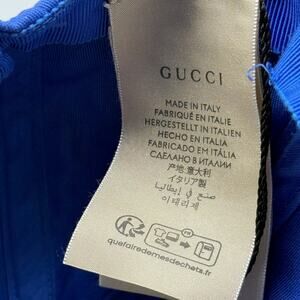 GUCCI
MADE IN ITALY
FABRIQUÉ EN ITALIE
HERGESTELLT IN ITALIEN
HECHO EN ITALIA
FABRICADO EM ITÁLIA
СДЕЛАНО В ИТАЛИИ
产地:意大利
イタリア製
صنع في إيطاليا
이태리제
FR
quefairedemesdechets.fr